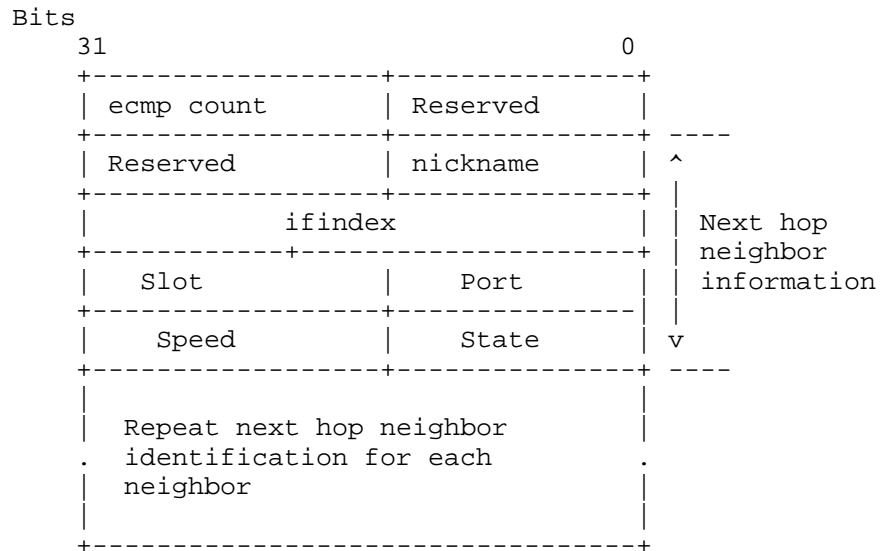 Bits
31 0
ecmp count Reserved
Reserved nickname
ifindex
Next hop
neighbor
information
Slot Port
Speed State
Repeat next hop neighbor
identification for each
neighbor